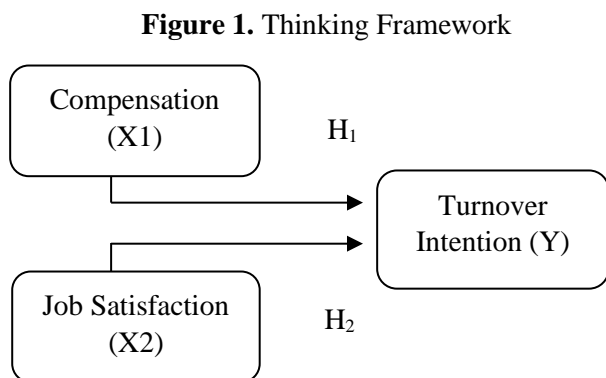 Figure 1. Thinking Framework
Compensation
(X1)
H₁
Turnover
Intention (Y)
Job Satisfaction
(X2)
H₂